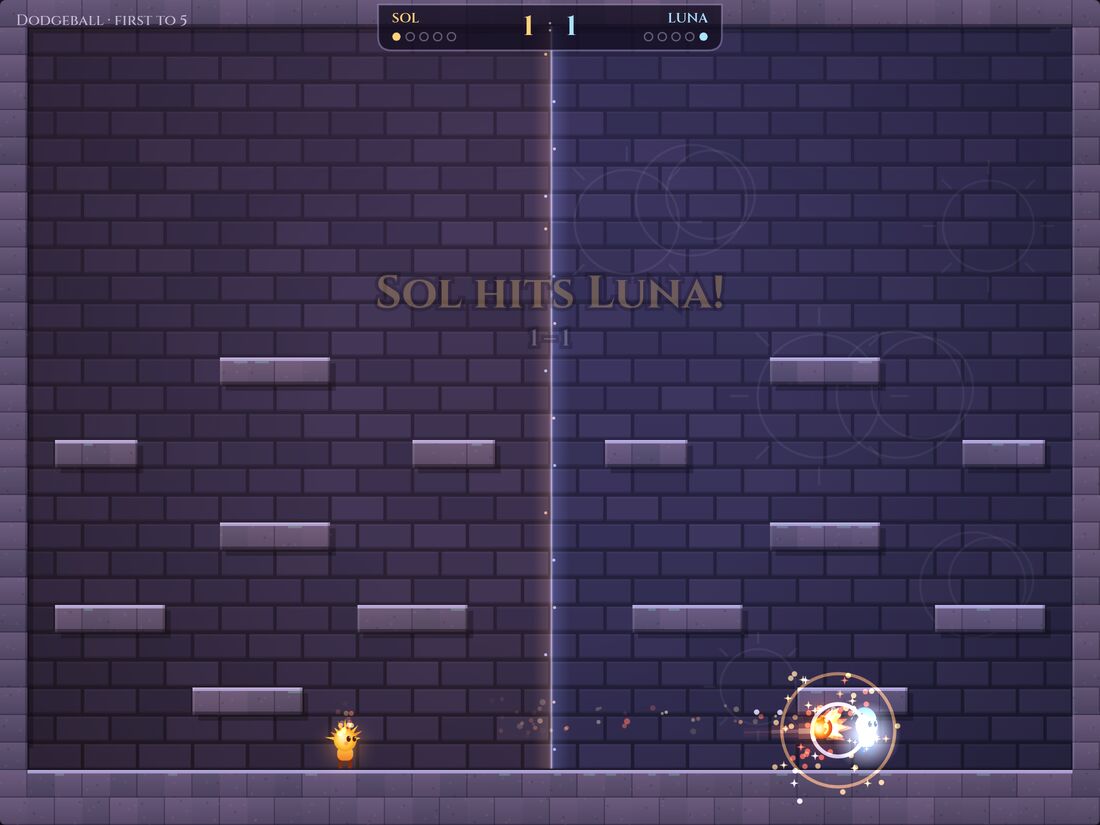 Dodgeball · first to 5
SOL
1 : 1
LUNA
Sol hits Luna!
1–1